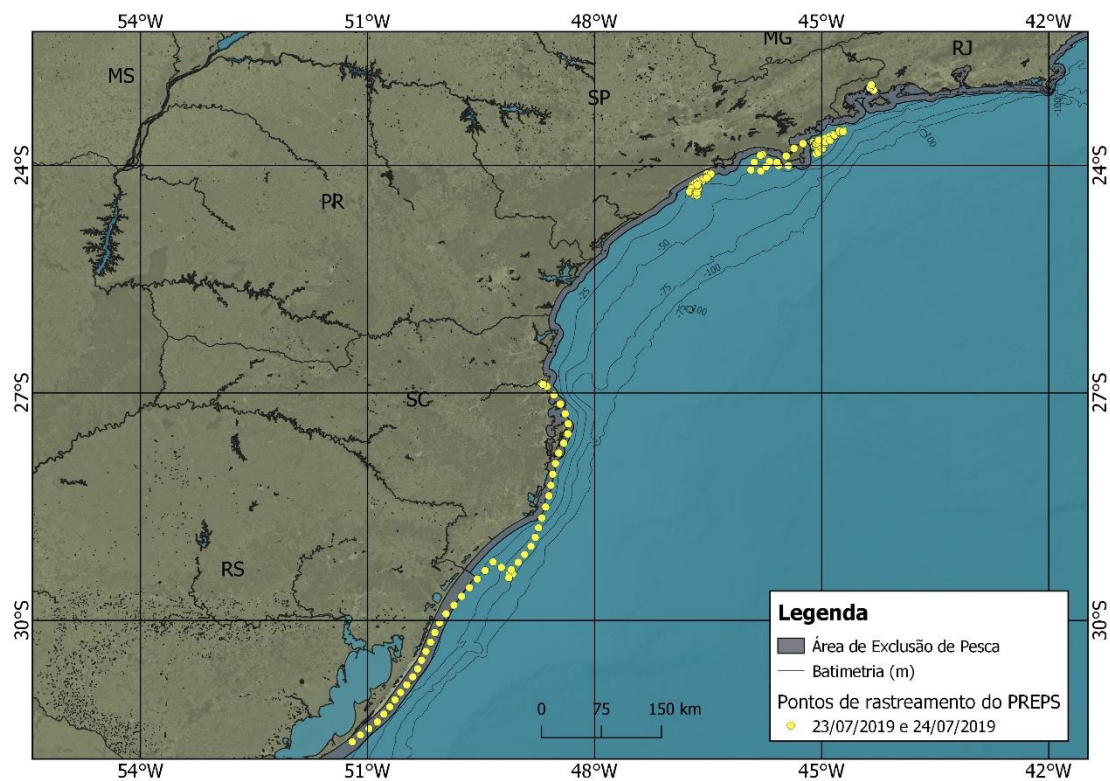 54°W 51°W 48°W 45°W 42°W
MS
MG
RJ
SP
-100
-100
24°S 24°S
PR
-50
-25
-75
-100
-100
27°S 27°S
SC
RS
30°S 30°S
Legenda
Área de Exclusão de Pesca
Batimetria (m)
Pontos de rastreamento do PREPS
23/07/2019 e 24/07/2019
0 75 150 km
54°W 51°W 48°W 45°W 42°W